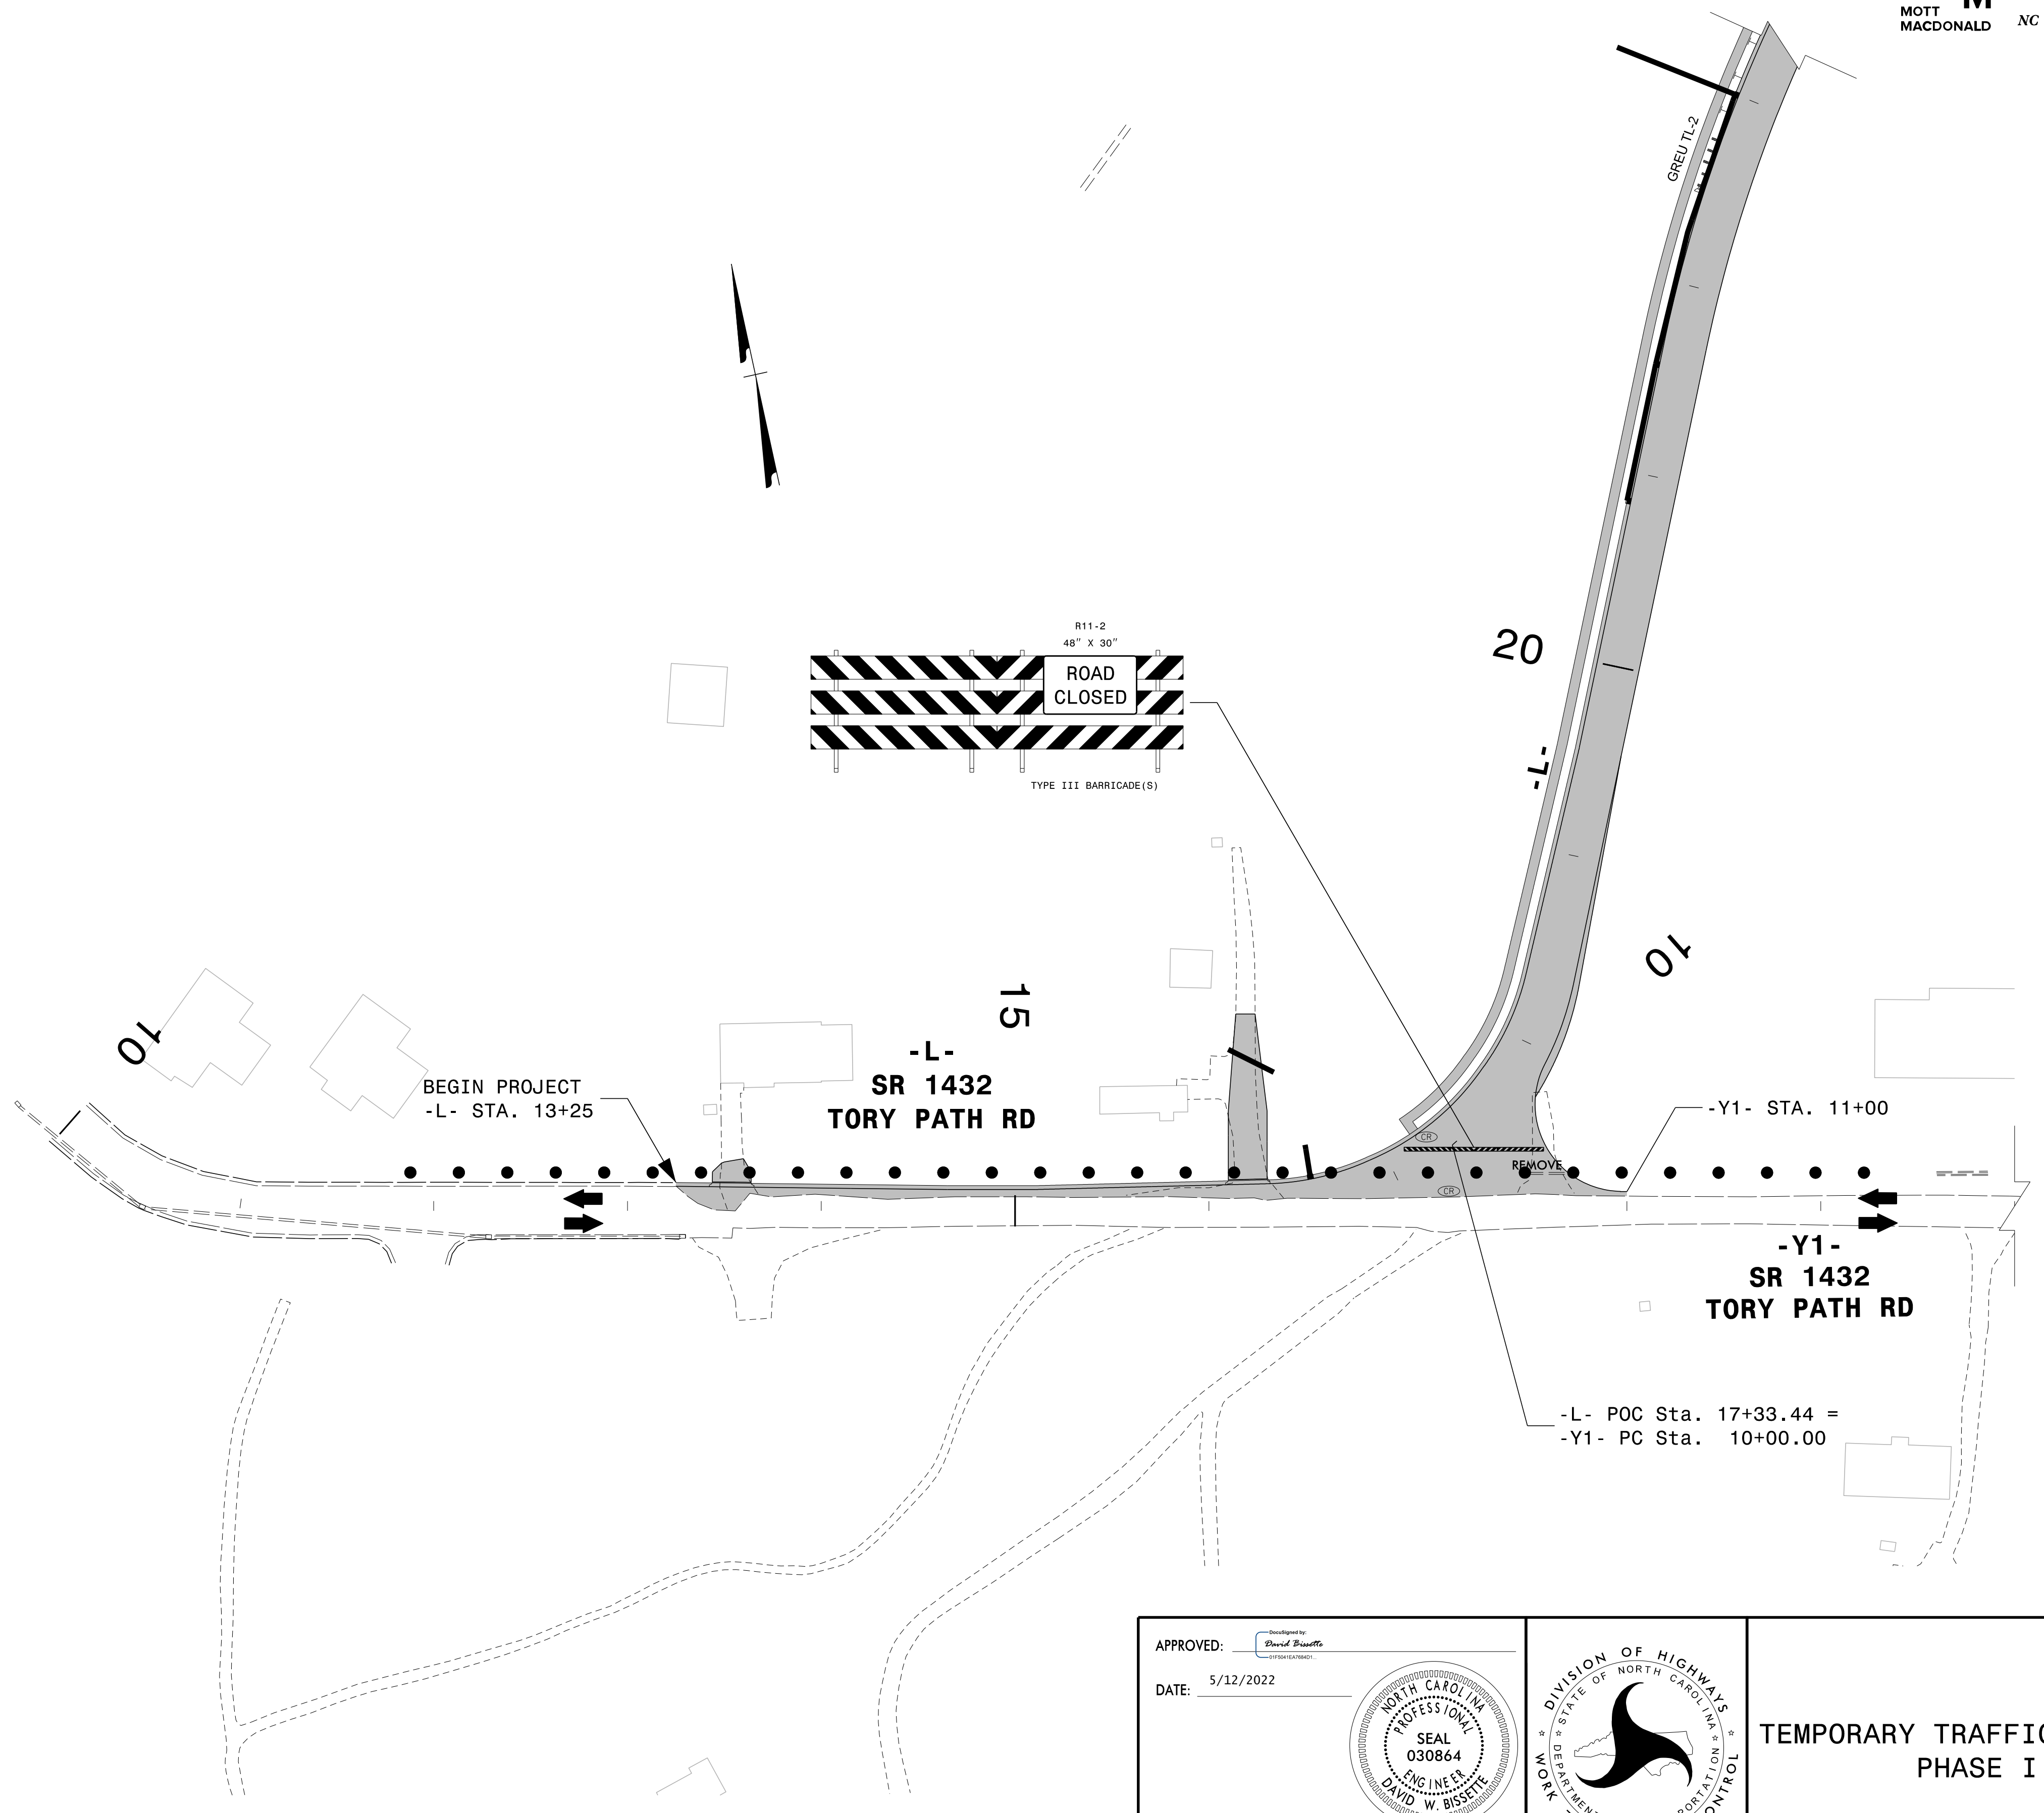 MOTT M
MACDONALD
NC
GREU TL-2
R11-2
48" X 30"
ROAD
CLOSED
TYPE III BARRICADE(S)
20
-L-
10
15
10
-L-
SR 1432
TORY PATH RD
BEGIN PROJECT
-L- STA. 13+25
-Y1- STA. 11+00
CR
REMOVE
CR
-Y1-
SR 1432
TORY PATH RD
-L- POC Sta. 17+33.44 =
-Y1- PC Sta. 10+00.00
APPROVED:
DocuSigned by:
David Bissette
01F5041EA7684D1...
DATE: 5/12/2022
NORTH CAROLINA
PROFESSIONAL
SEAL
030864
ENGINEER
DAVID W. BISSETTE
DIVISION OF HIGHWAYS
STATE OF NORTH CAROLINA
WORK
TEMPORARY TRAFFIC
PHASE I